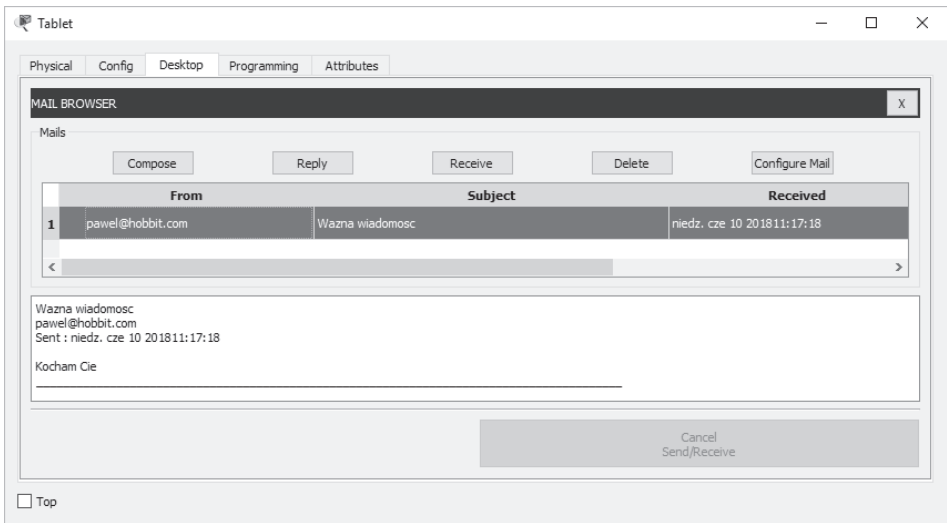 Tablet
Physical Config Desktop Programming Attributes
MAIL BROWSER X
Mails
Compose Reply Receive Delete Configure Mail
From Subject Received
1 pawel@hobbit.com Wazna wiadomosc niedz. cze 10 201811:17:18
Wazna wiadomosc
pawel@hobbit.com
Sent : niedz. cze 10 201811:17:18
Kocham Cie
Cancel
Send/Receive
Top